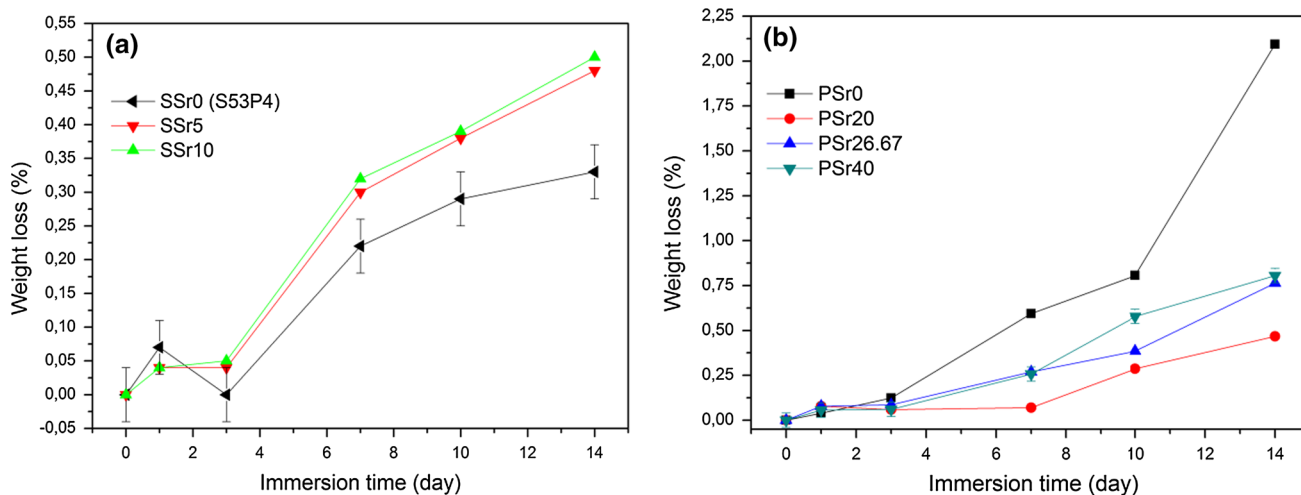 (a)
SSr0 (S53P4)
SSr5
SSr10
Weight loss (%)
0,55
0,50
0,45
0,40
0,35
0,30
0,25
0,20
0,15
0,10
0,05
0,00
-0,05
0 2 4 6 8 10 12 14
Immersion time (day)
(b)
PSr0
PSr20
PSr26.67
PSr40
Weight loss (%)
2,25
2,00
1,75
1,50
1,25
1,00
0,75
0,50
0,25
0,00
0 2 4 6 8 10 12 14
Immersion time (day)